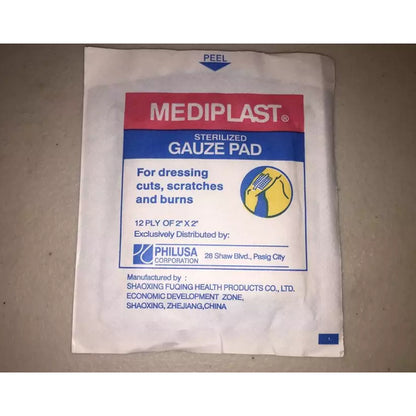 PEEL
MEDIPLAST®
STERILIZED
GAUZE PAD
For dressing
cuts, scratches
and burns
12 PLY OF 2" X 2"
Exclusively Distributed by:
PHILUSA
CORPORATION
28 Shaw Blvd., Pasig City
Manufactured by :
SHAOXING FUQING HEALTH PRODUCTS CO., LTD.
ECONOMIC DEVELOPMENT ZONE,
SHAOXING, ZHEJIANG,CHINA